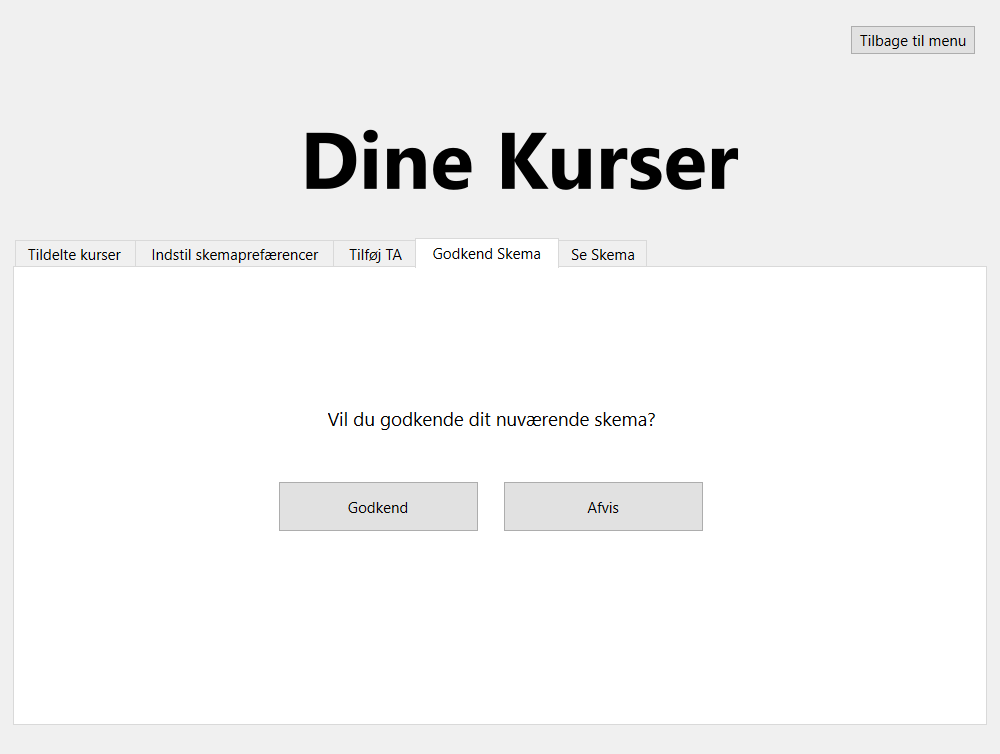 Tilbage til menu
Dine Kurser
Tildelte kurser Indstil skemapræferencer Tilføj TA Godkend Skema Se Skema
Vil du godkende dit nuværende skema?
Godkend Afvis